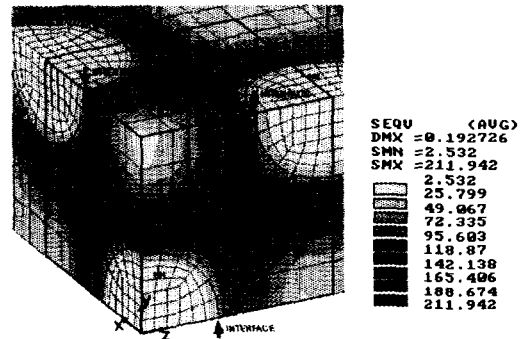 SEQV (AVG)
DMX =0.192726
SMN =2.532
SMX =211.942
2.532
25.799
49.067
72.335
95.603
118.87
142.138
165.406
188.674
211.942
X
Y
Z
INTERFACE